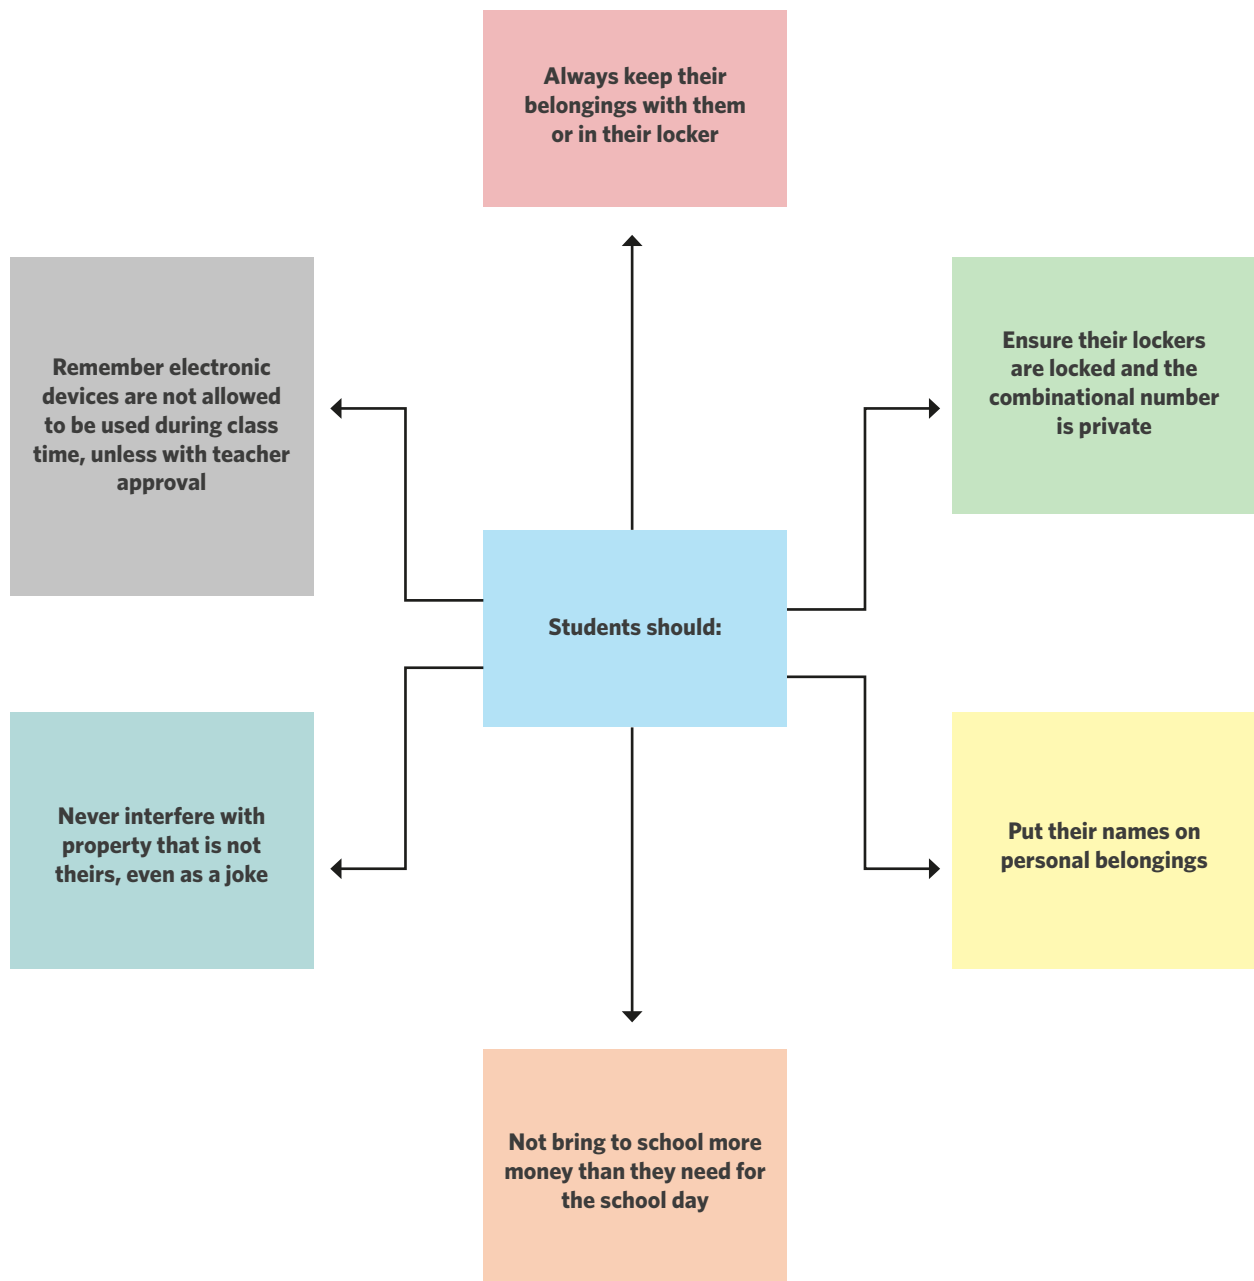 Always keep their
belongings with them
or in their locker
Remember electronic
devices are not allowed
to be used during class
time, unless with teacher
approval
Ensure their lockers
are locked and the
combinational number
is private
Students should:
Never interfere with
property that is not
theirs, even as a joke
Put their names on
personal belongings
Not bring to school more
money than they need for
the school day